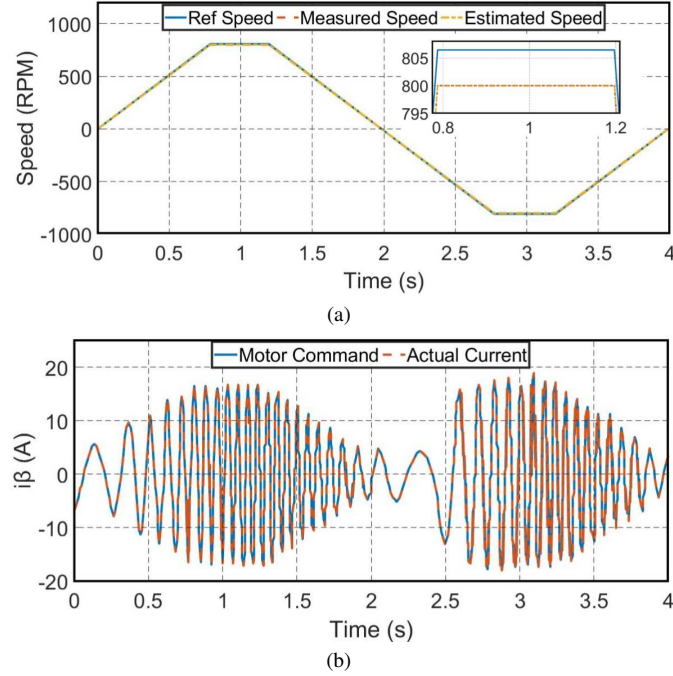 Ref Speed Measured Speed Estimated Speed
1000
500
0
-500
-1000
Speed (RPM)
805
800
795
0.8 1 1.2
0 0.5 1 1.5 2 2.5 3 3.5 4
Time (s)
(a)
Motor Command Actual Current
20
10
0
-10
-20
iβ (A)
0 0.5 1 1.5 2 2.5 3 3.5 4
Time (s)
(b)